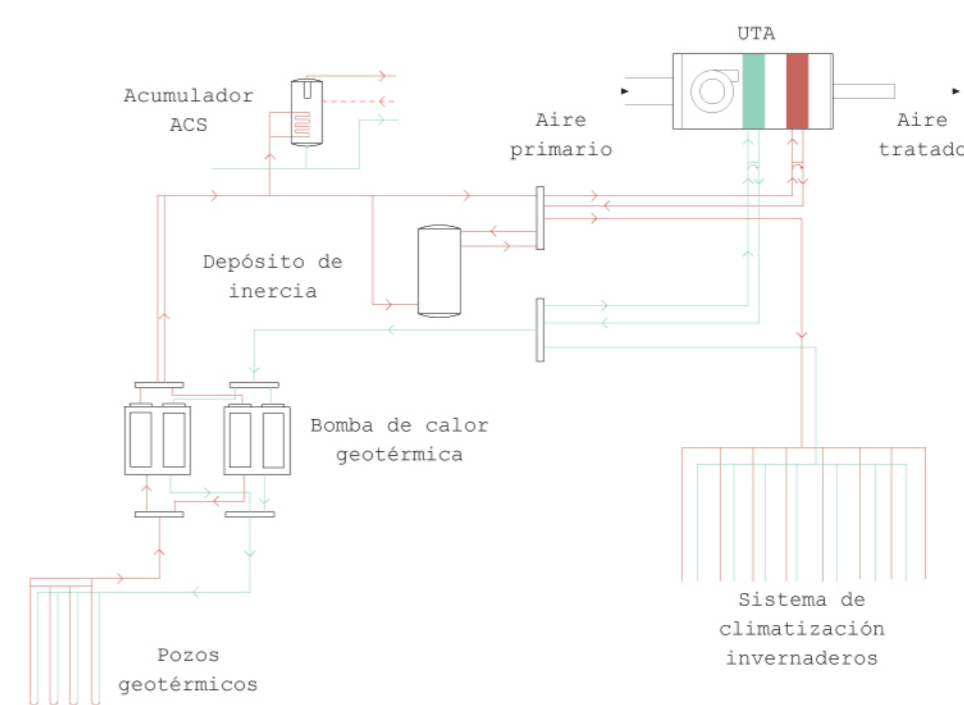 UTA
Acumulador
ACS
Aire
primario
Aire
tratado
Depósito de
inercia
Bomba de calor
geotérmica
Sistema de
climatización
invernaderos
Pozos
geotérmicos